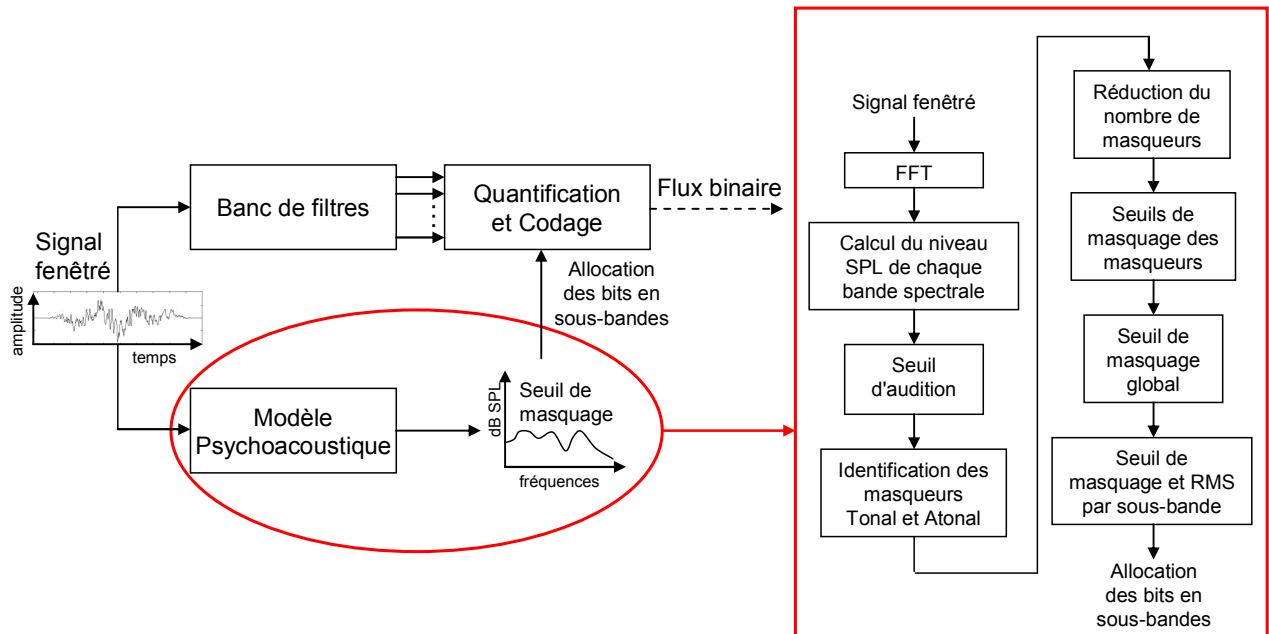 Signal
fenêtré
amplitude
temps
Banc de filtres
Quantification
et Codage
Flux binaire
Allocation
des bits en
sous-bandes
Modèle
Psychoacoustique
dB SPL
Seuil de
masquage
fréquences
Signal fenêtré
FFT
Calcul du niveau
SPL de chaque
bande spectrale
Seuil
d'audition
Identification des
masqueurs
Tonal et Atonal
Réduction du
nombre de
masqueurs
Seuils de
masquage des
masqueurs
Seuil de
masquage
global
Seuil de
masquage et RMS
par sous-bande
Allocation
des bits en
sous-bandes